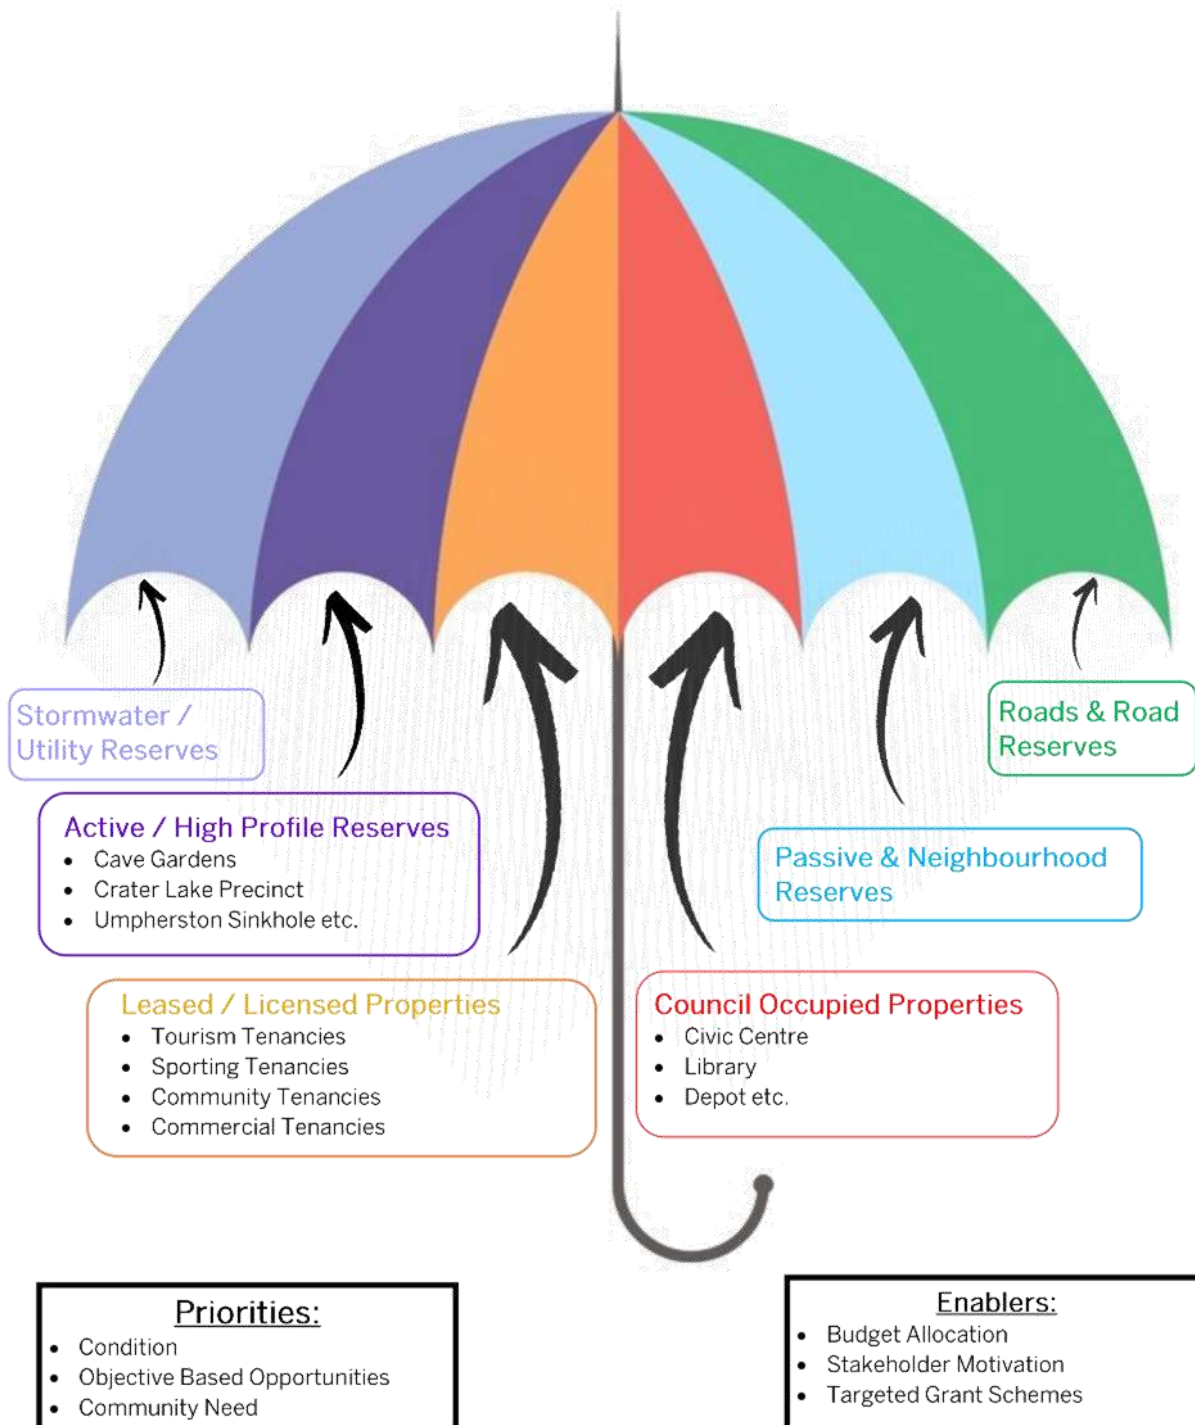 Stormwater /
Utility Reserves
Roads & Road
Reserves
Active / High Profile Reserves
• Cave Gardens
• Crater Lake Precinct
• Umpherston Sinkhole etc.
Passive & Neighbourhood
Reserves
Leased / Licensed Properties
• Tourism Tenancies
• Sporting Tenancies
• Community Tenancies
• Commercial Tenancies
Council Occupied Properties
• Civic Centre
• Library
• Depot etc.
Priorities:
• Condition
• Objective Based Opportunities
• Community Need
Enablers:
• Budget Allocation
• Stakeholder Motivation
• Targeted Grant Schemes